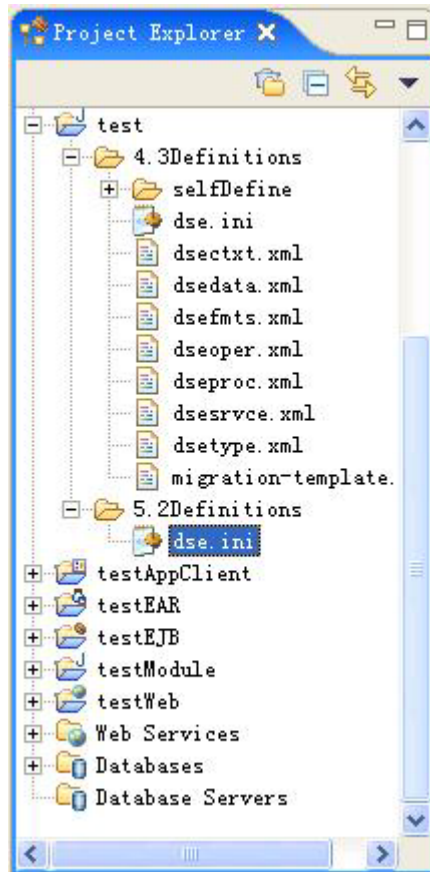 Project Explorer
test
4.3Definitions
selfDefine
dse.ini
dsectxt.xml
dsedata.xml
dsefmts.xml
dseoper.xml
dseproc.xml
dsesrvce.xml
dsetype.xml
migration-template.
5.2Definitions
dse.ini
testAppClient
testEAR
testEJB
testModule
testWeb
Web Services
Databases
Database Servers